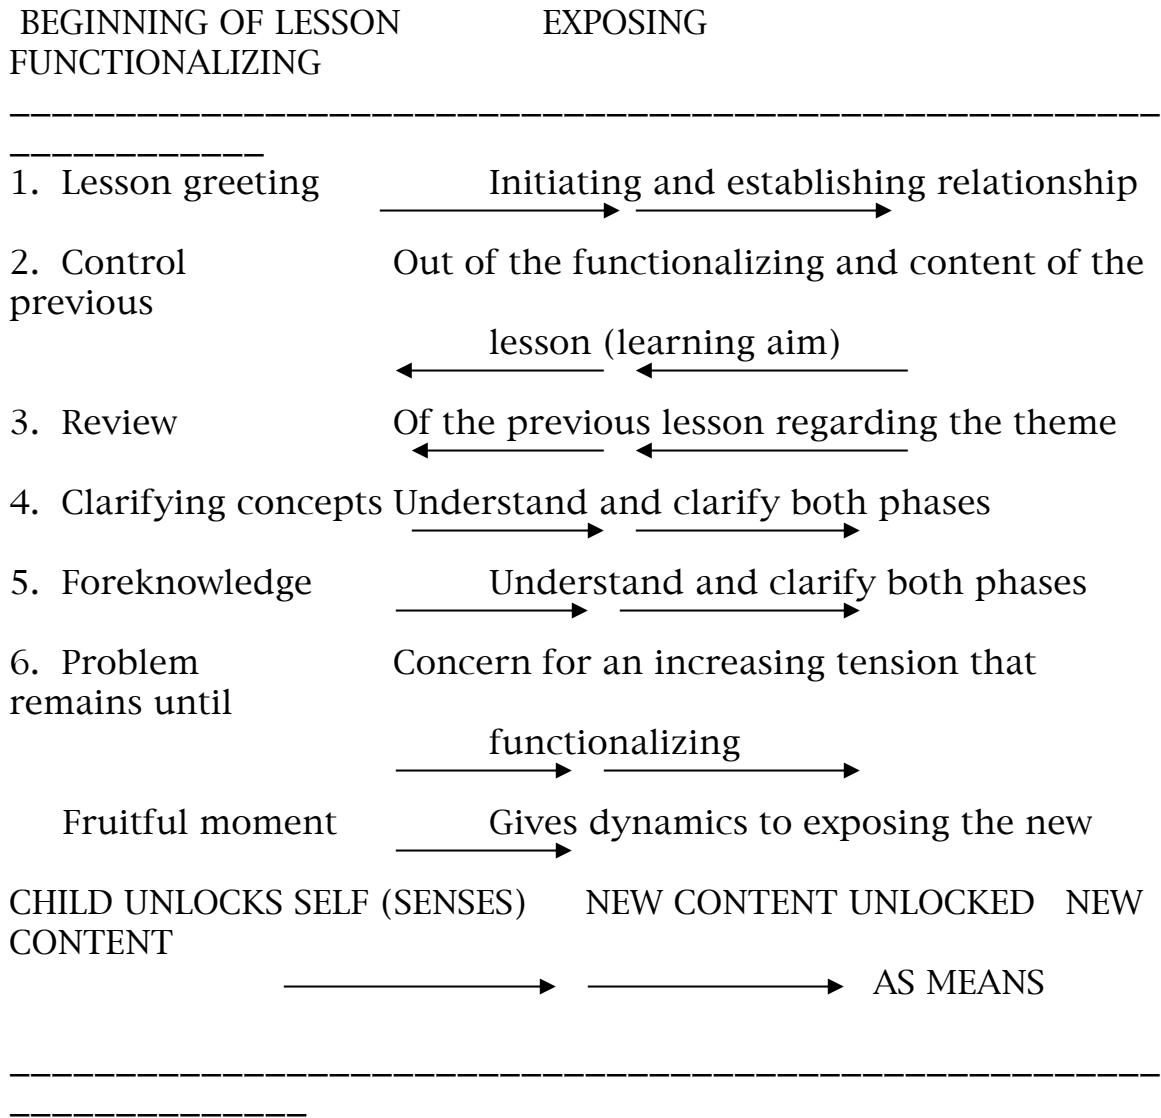 BEGINNING OF LESSON EXPOSING
FUNCTIONALIZING
1. Lesson greeting Initiating and establishing relationship
2. Control Out of the functionalizing and content of the
previous
lesson (learning aim)
3. Review Of the previous lesson regarding the theme
4. Clarifying concepts Understand and clarify both phases
5. Foreknowledge Understand and clarify both phases
6. Problem Concern for an increasing tension that
remains until
functionalizing
Fruitful moment Gives dynamics to exposing the new
CHILD UNLOCKS SELF (SENSES) NEW CONTENT UNLOCKED NEW
CONTENT
AS MEANS